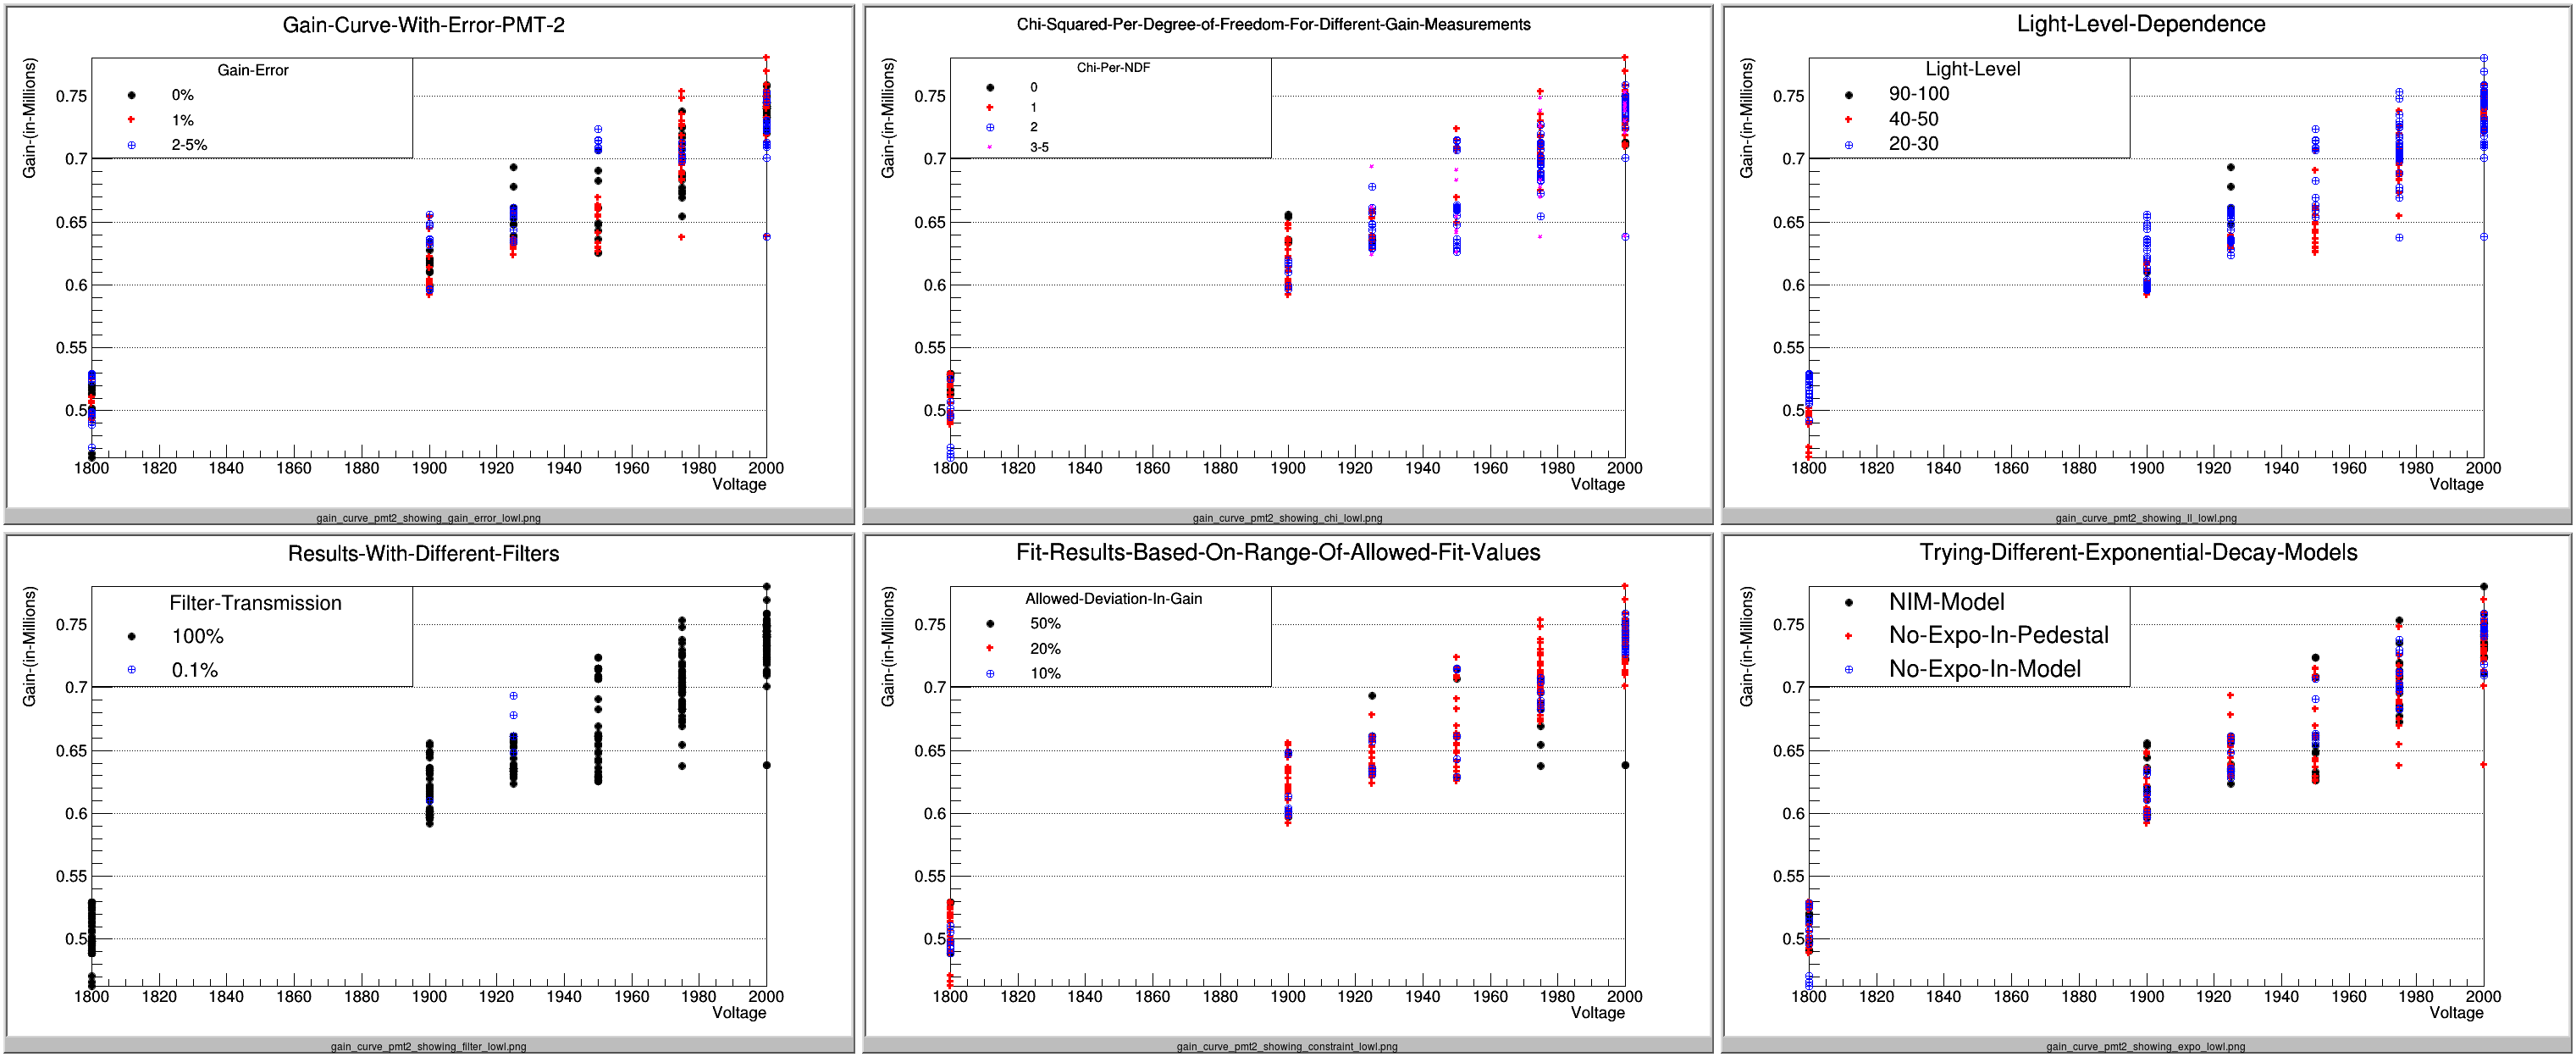 Gain-Curve-With-Error-PMT-2
Gain-(in-Millions)
Gain-Error
0%
1%
2-5%
0.75
0.7
0.65
0.6
0.55
0.5
1800 1820 1840 1860 1880 1900 1920 1940 1960 1980 2000
Voltage
gain_curve_pmt2_showing_gain_error_lowl.png
Chi-Squared-Per-Degree-of-Freedom-For-Different-Gain-Measurements
Gain-(in-Millions)
Chi-Per-NDF
0
1
2
3-5
0.75
0.7
0.65
0.6
0.55
0.5
1800 1820 1840 1860 1880 1900 1920 1940 1960 1980 2000
Voltage
gain_curve_pmt2_showing_chi_lowl.png
Light-Level-Dependence
Gain-(in-Millions)
Light-Level
90-100
40-50
20-30
0.75
0.7
0.65
0.6
0.55
0.5
1800 1820 1840 1860 1880 1900 1920 1940 1960 1980 2000
Voltage
gain_curve_pmt2_showing_ll_lowl.png
Results-With-Different-Filters
Gain-(in-Millions)
Filter-Transmission
100%
0.1%
0.75
0.7
0.65
0.6
0.55
0.5
1800 1820 1840 1860 1880 1900 1920 1940 1960 1980 2000
Voltage
gain_curve_pmt2_showing_filter_lowl.png
Fit-Results-Based-On-Range-Of-Allowed-Fit-Values
Gain-(in-Millions)
Allowed-Deviation-In-Gain
50%
20%
10%
0.75
0.7
0.65
0.6
0.55
0.5
1800 1820 1840 1860 1880 1900 1920 1940 1960 1980 2000
Voltage
gain_curve_pmt2_showing_constraint_lowl.png
Trying-Different-Exponential-Decay-Models
Gain-(in-Millions)
NIM-Model
No-Expo-In-Pedestal
No-Expo-In-Model
0.75
0.7
0.65
0.6
0.55
0.5
1800 1820 1840 1860 1880 1900 1920 1940 1960 1980 2000
Voltage
gain_curve_pmt2_showing_expo_lowl.png